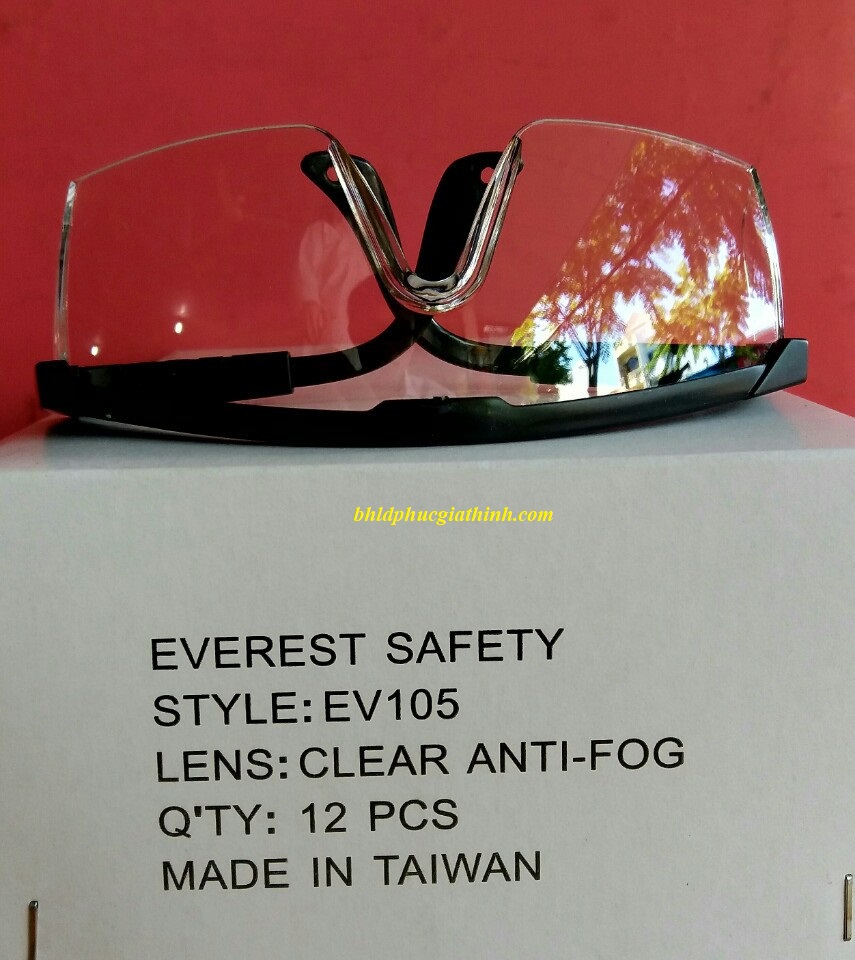 bhldphucgiathinh.com
EVEREST SAFETY
STYLE: EV105
LENS: CLEAR ANTI-FOG
Q'TY: 12 PCS
MADE IN TAIWAN